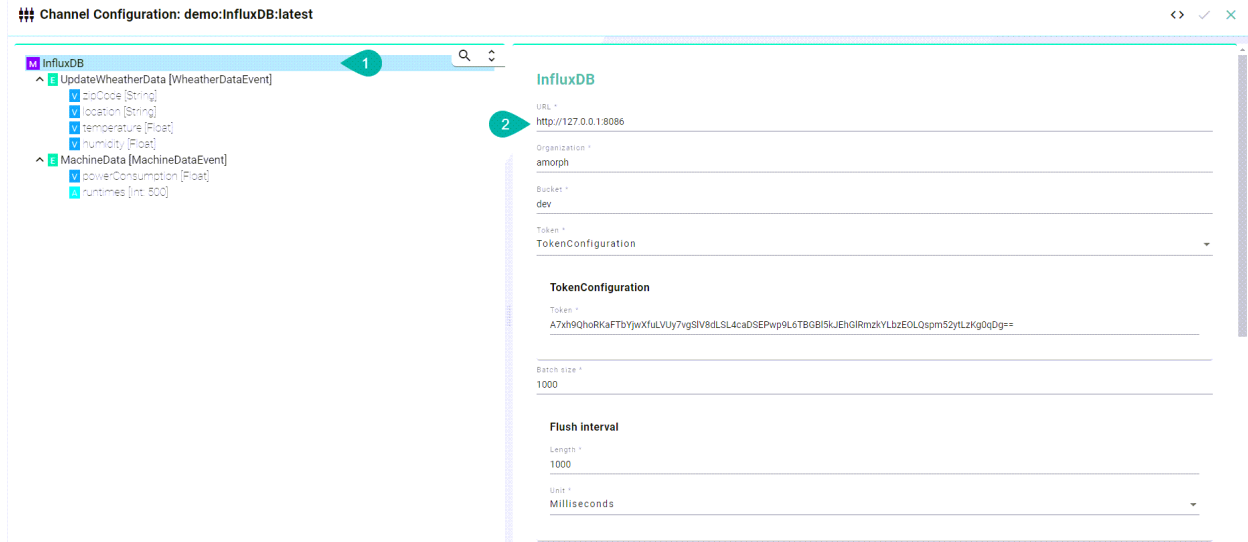 Channel Configuration: demo:InfluxDB:latest
M InfluxDB
1
E UpdateWheatherData [WheatherDataEvent]
V zipCode [String]
V location [String]
V temperature [Float]
V humidity [Float]
E MachineData [MachineDataEvent]
V powerConsumption [Float]
A runtimes [Int: 500]
InfluxDB
URL *
2
http://127.0.0.1:8086
Organization *
amorph
Bucket *
dev
Token *
TokenConfiguration
TokenConfiguration
Token *
A7xh9QhoRKaFTbYjwXfuLVUy7vgSlV8dLSL4caDSEPwp9L6TBGBl5kJEhGlRmzkYLbzEOLQspm52ytLzKg0qDg==
Batch size *
1000
Flush interval
Length *
1000
Unit *
Milliseconds